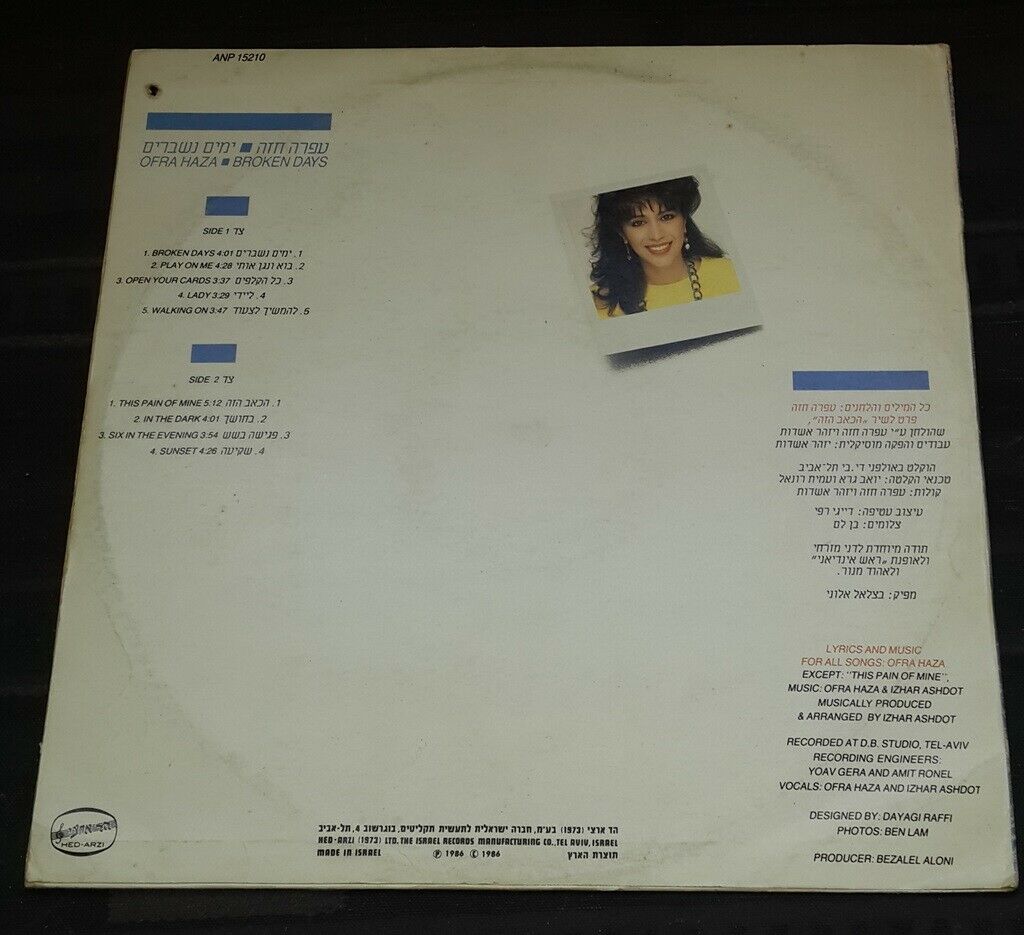 ANP 15210
עפרה חזה ■ ימים נשברים
OFRA HAZA ■ BROKEN DAYS
SIDE 1 צד
1. BROKEN DAYS 4:01 ימים נשברים .1
2. PLAY ON ME 4:28 בוא ונגן אותי .2
3. OPEN YOUR CARDS 3:37 כל הקלפים .3
4. LADY 3:29 ליידי .4
5. WALKING ON 3:47 להמשיך לצעוד .5
SIDE 2 צד
1. THIS PAIN OF MINE 5:12 הכאב הזה .1
2. IN THE DARK 4:01 בחושך .2
3. SIX IN THE EVENING 3:54 פגישה בשש .3
4. SUNSET 4:26 שקיעה .4
כל המילים והלחנים: עפרה חזה
פרט לשיר "הכאב הזה",
שהולחן ע"י עפרה חזה ויזהר אשדות
עבודים והפקה מוסיקלית: יזהר אשדות
הוקלט באולפני די.בי תל-אביב
טכנאי הקלטה: יואב גרא ועמית רונאל
קולות: עפרה חזה ויזהר אשדות
עיצוב עטיפה: דייגי רפי
צלומים: בן לם
תודה מיוחדת לדני מזרחי
ולאופנת "ראש אינדיאני"
ולאהוד מנור.
מפיק: בצלאל אלוני
LYRICS AND MUSIC
FOR ALL SONGS: OFRA HAZA
EXCEPT: "THIS PAIN OF MINE",
MUSIC: OFRA HAZA & IZHAR ASHDOT
MUSICALLY PRODUCED
& ARRANGED BY IZHAR ASHDOT
RECORDED AT D.B. STUDIO, TEL-AVIV
RECORDING ENGINEERS:
YOAV GERA AND AMIT RONEL
VOCALS: OFRA HAZA AND IZHAR ASHDOT
DESIGNED BY: DAYAGI RAFFI
PHOTOS: BEN LAM
PRODUCER: BEZALEL ALONI
הד ארצי
HED-ARZI
הד ארצי (1973) בע"מ, חברה ישראלית לתעשית תקליטים, בוגרשוב 4, תל-אביב
HED-ARZI (1973) LTD. THE ISRAEL RECORDS MANUFACTURING CO., TEL AVIV, ISRAEL
MADE IN ISRAEL ℗ 1986 © 1986 תוצרת הארץ